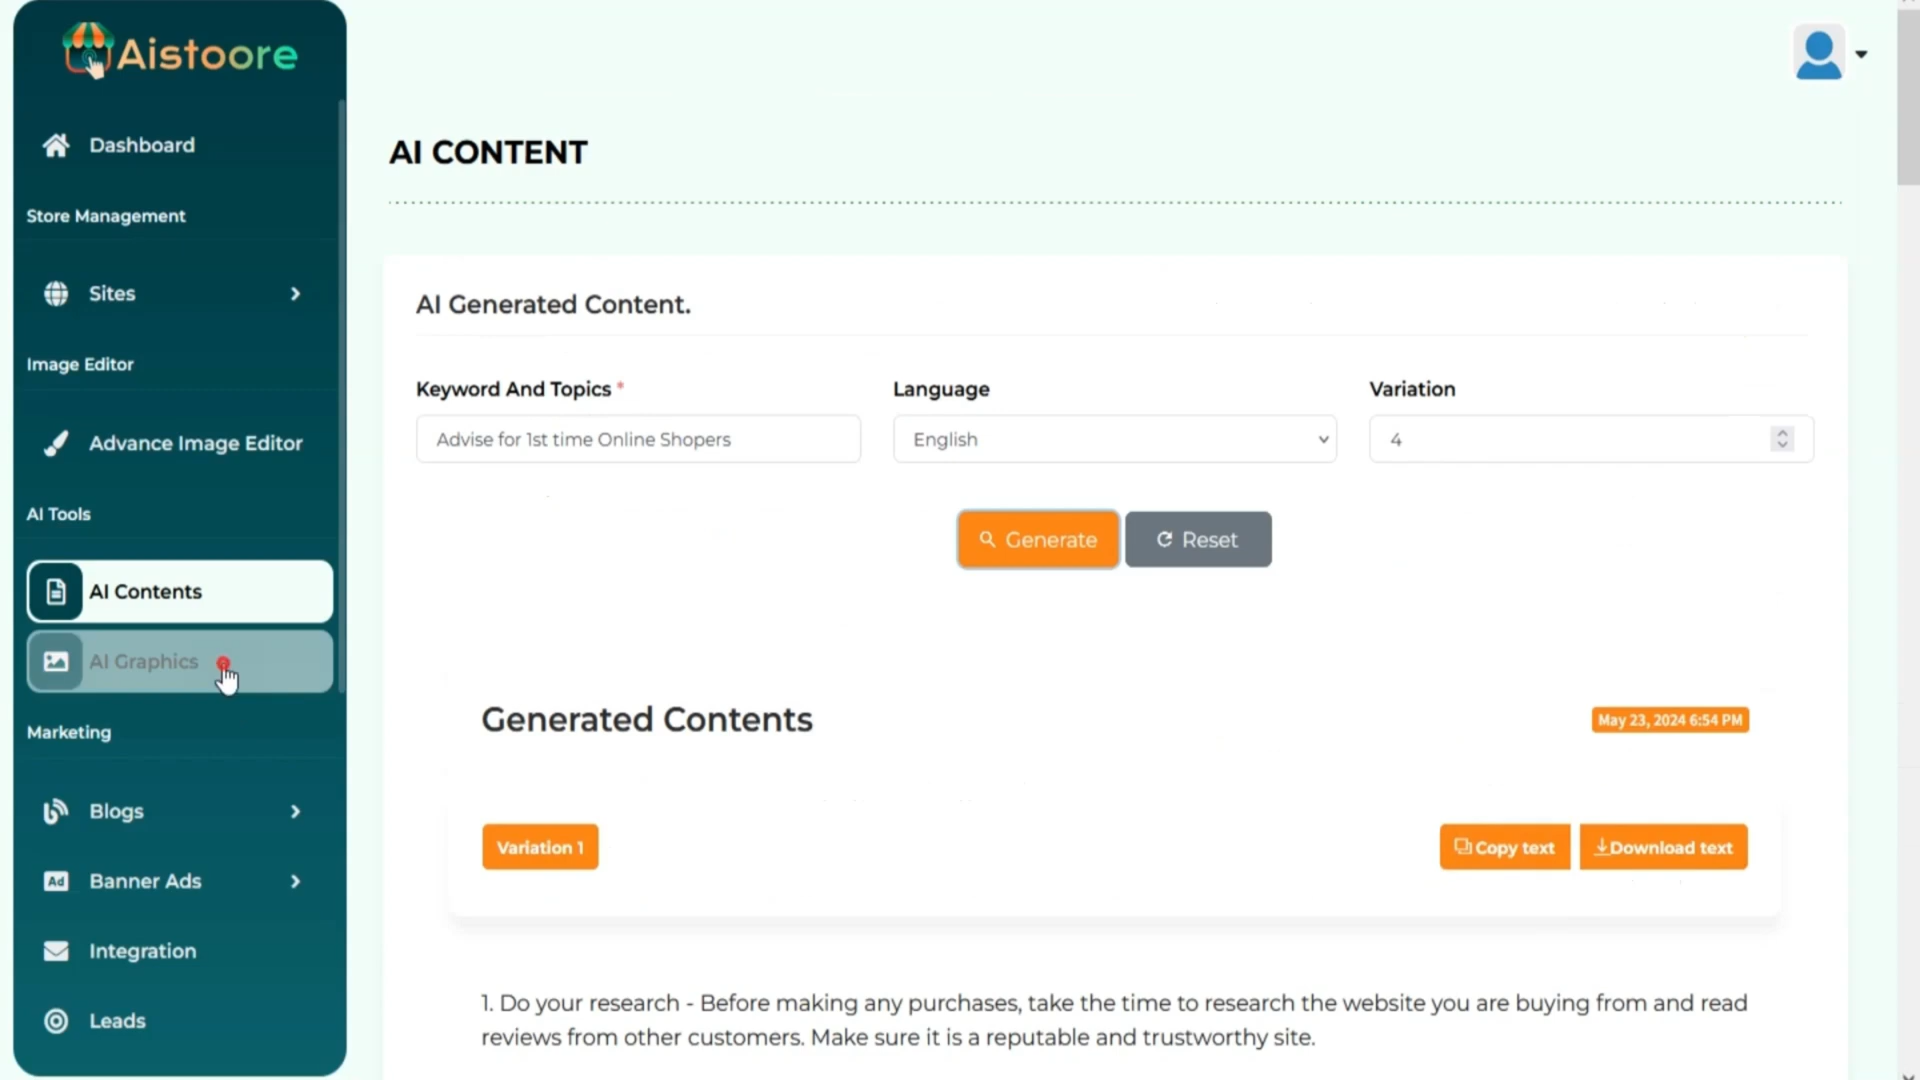 Aistoore
Dashboard
Store Management
Sites
Image Editor
Advance Image Editor
AI Tools
AI Contents
AI Graphics
Marketing
Blogs
Ad Banner Ads
Integration
Leads
AI CONTENT
AI Generated Content.
Keyword And Topics * Language Variation
Advise for 1st time Online Shopers English 4
Generate Reset
Generated Contents May 23, 2024 6:54 PM
Variation 1 Copy text Download text
1. Do your research - Before making any purchases, take the time to research the website you are buying from and read
reviews from other customers. Make sure it is a reputable and trustworthy site.